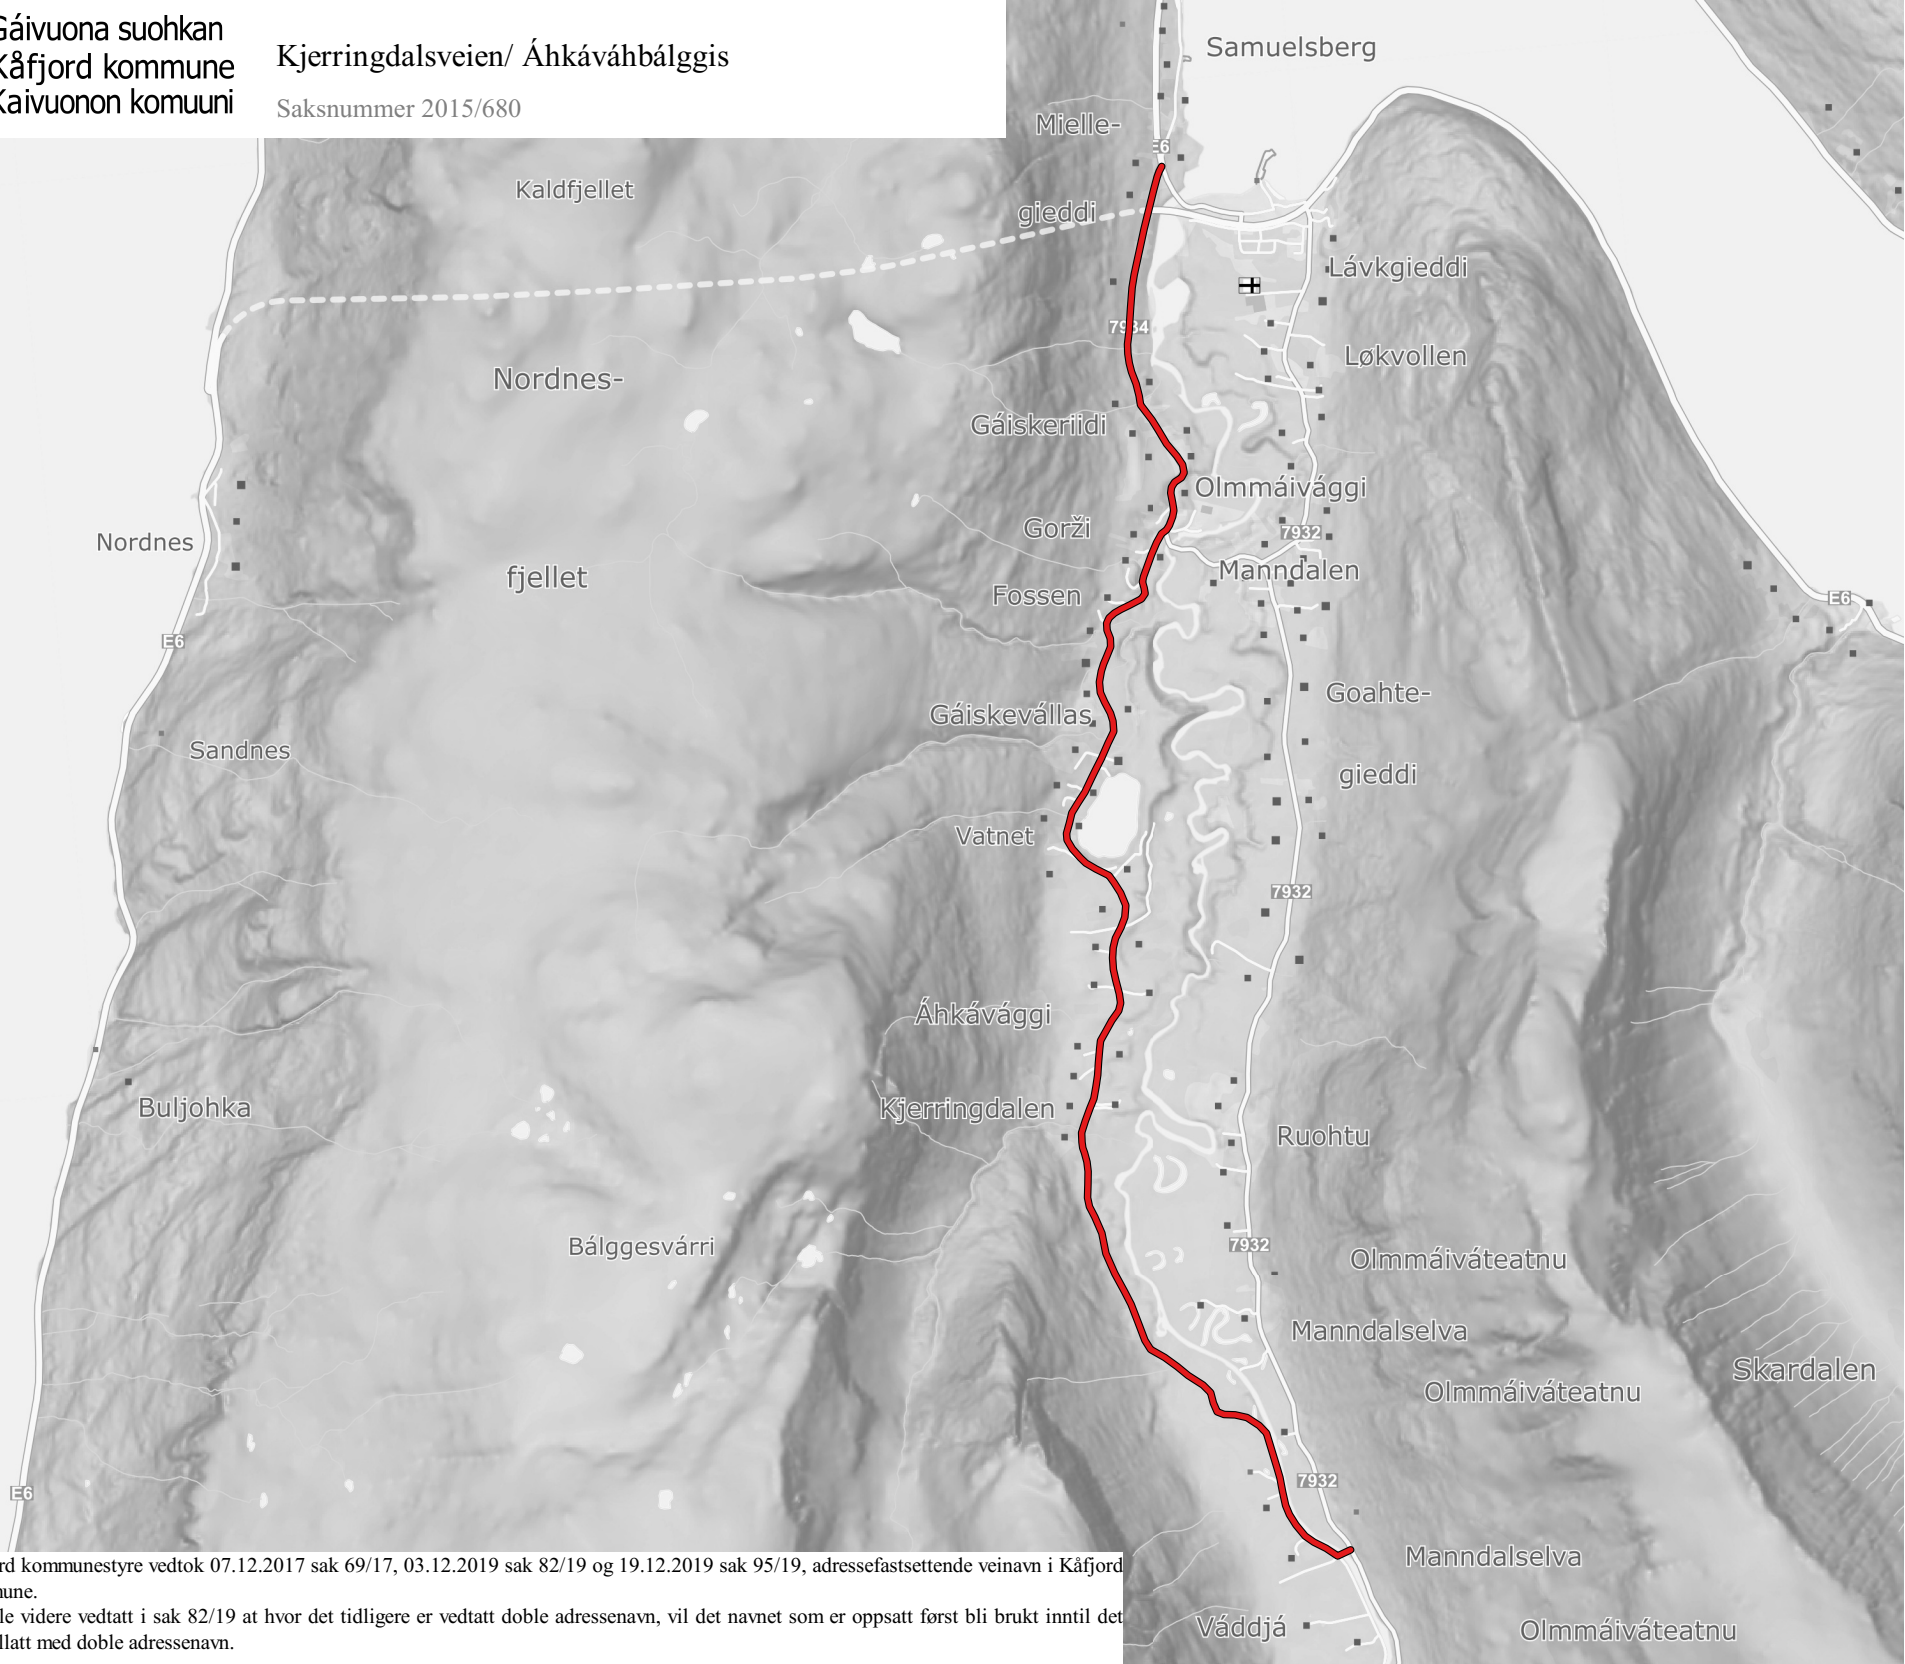 Gáivuona suohkan
Kåfjord kommune
Kaivuonon komuuni
Kjerringdalsveien/ Áhkáváhbálggis
Saksnummer 2015/680
Samuelsberg
Mielle-
E6
Kaldfjellet
gieddi
Lávkgieddi
7934
Løkvollen
Nordnes-
Gáiskeriidi
Olmmáivággi
Gorži
7932
Nordnes
Manndalen
fjellet
Fossen
E6
E6
Goahte-
Gáiskevállas
Sandnes
gieddi
Vatnet
7932
Áhkávággi
Buljohka
Kjerringdalen
Ruohtu
Bálggesvárri
7932
Olmmáiváteatnu
Manndalselva
Skardalen
Olmmáiváteatnu
7932
E6
Manndalselva
rd kommunestyre vedtok 07.12.2017 sak 69/17, 03.12.2019 sak 82/19 og 19.12.2019 sak 95/19, adressefastsettende veinavn i Kåfjord
nune.
le videre vedtatt i sak 82/19 at hvor det tidligere er vedtatt doble adressenavn, vil det navnet som er oppsatt først bli brukt inntil det
llatt med doble adressenavn.
Váddjá
Olmmáiváteatnu